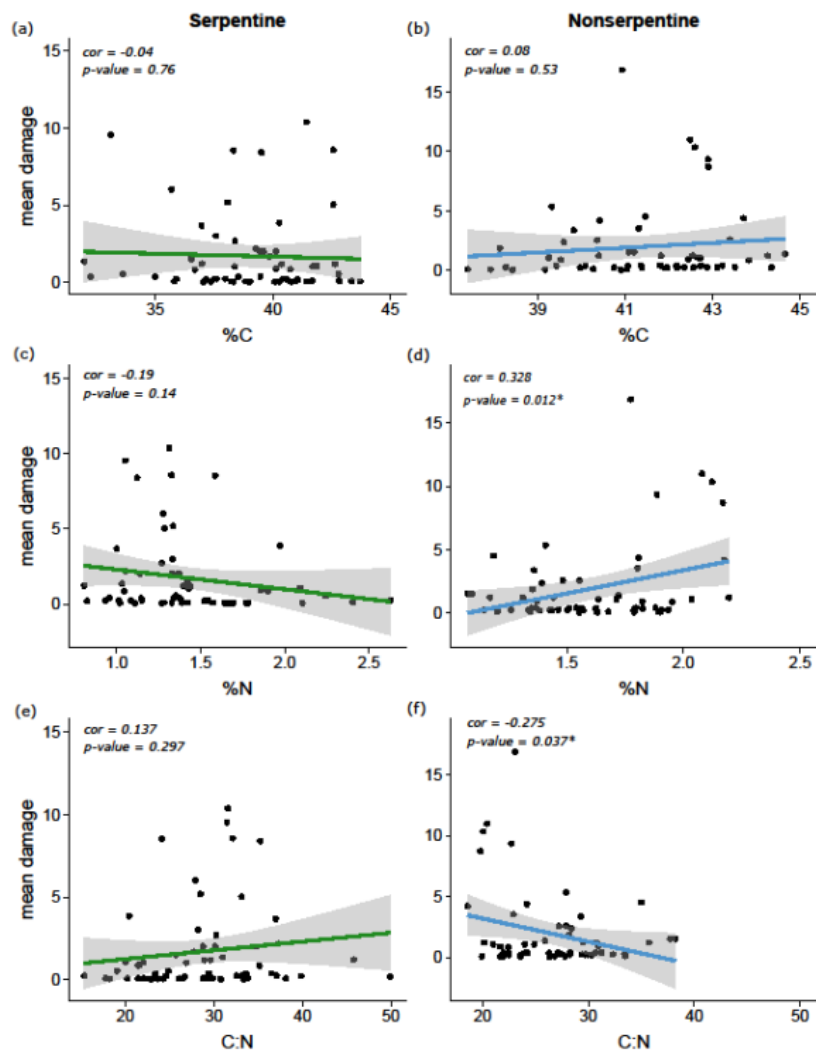 Serpentine
Nonserpentine
(a)
cor = -0.04
p-value = 0.76
15
10
5
0
mean damage
35
40
45
%C
(b)
cor = 0.08
p-value = 0.53
15
10
5
0
39
41
43
45
%C
(c)
cor = -0.19
p-value = 0.14
15
10
5
0
mean damage
1.0
1.5
2.0
2.5
%N
(d)
cor = 0.328
p-value = 0.012*
15
10
5
0
1.5
2.0
2.5
%N
(e)
cor = 0.137
p-value = 0.297
15
10
5
0
mean damage
20
30
40
50
C:N
(f)
cor = -0.275
p-value = 0.037*
15
10
5
0
20
30
40
50
C:N